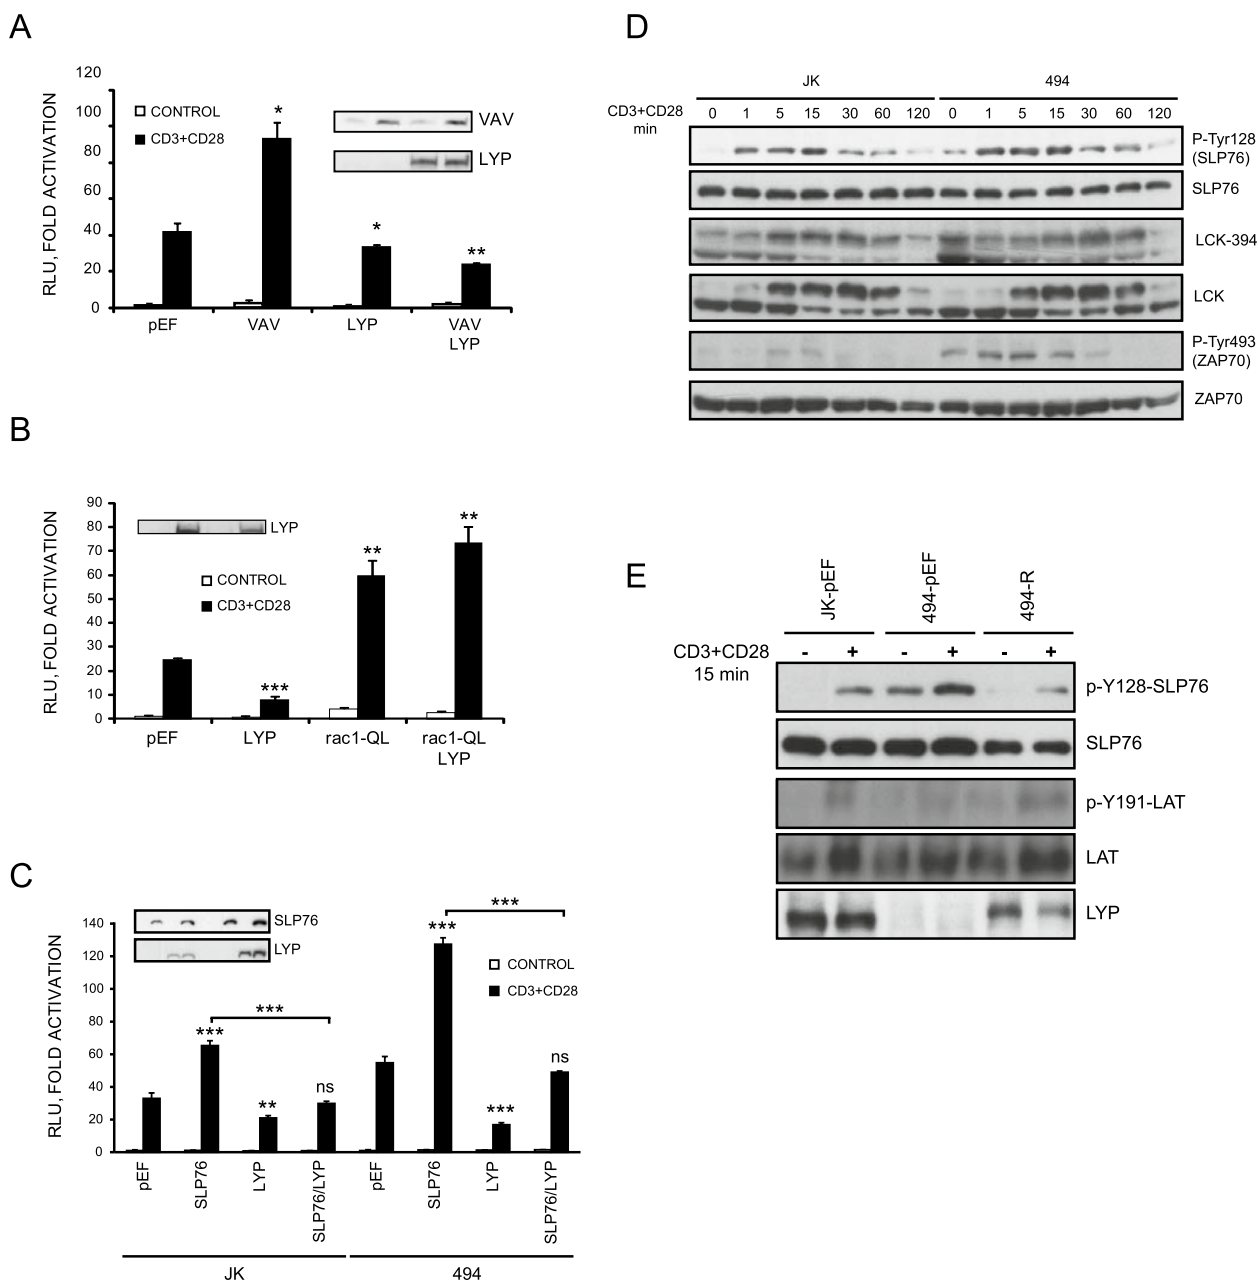 A
RLU, FOLD ACTIVATION
120
100
80
60
40
20
0
CONTROL
CD3+CD28
*
*
**
VAV
LYP
pEF
VAV
LYP
VAV
LYP
B
RLU, FOLD ACTIVATION
90
80
70
60
50
40
30
20
10
0
LYP
CONTROL
CD3+CD28
***
**
**
pEF
LYP
rac1-QL
rac1-QL
LYP
C
RLU, FOLD ACTIVATION
140
120
100
80
60
40
20
0
SLP76
LYP
CONTROL
CD3+CD28
***
***
**
ns
***
***
***
ns
pEF
SLP76
LYP
SLP76/LYP
pEF
SLP76
LYP
SLP76/LYP
JK
494
D
JK
494
CD3+CD28
min
0 1 5 15 30 60 120 0 1 5 15 30 60 120
P-Tyr128
(SLP76)
SLP76
LCK-394
LCK
P-Tyr493
(ZAP70)
ZAP70
E
JK-pEF
494-pEF
494-R
CD3+CD28
15 min
- + - + - +
p-Y128-SLP76
SLP76
p-Y191-LAT
LAT
LYP